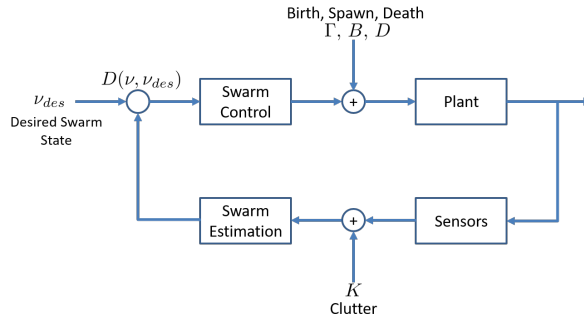 Birth, Spawn, Death
Γ, B, D
D(ν, ν_des)
ν_des
Desired Swarm
State
Swarm
Control
+
Plant
Swarm
Estimation
+
Sensors
K
Clutter